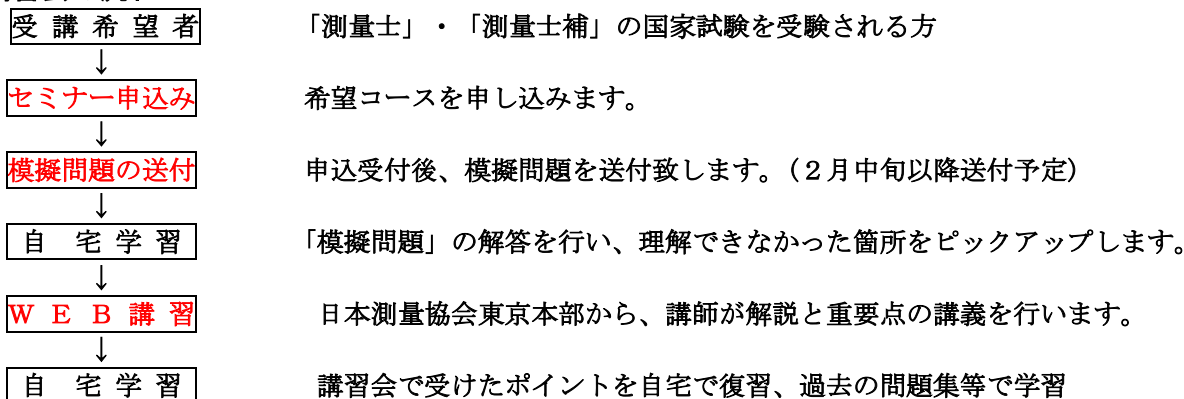 受 講 希 望 者 「測量士」・「測量士補」の国家試験を受験される方
↓
セミナー申込み 希望コースを申し込みます。
↓
模擬問題の送付 申込受付後、模擬問題を送付致します。（２月中旬以降送付予定）
↓
自 宅 学 習 「模擬問題」の解答を行い、理解できなかった箇所をピックアップします。
↓
Ｗ Ｅ Ｂ 講 習 日本測量協会東京本部から、講師が解説と重要点の講義を行います。
↓
自 宅 学 習 講習会で受けたポイントを自宅で復習、過去の問題集等で学習